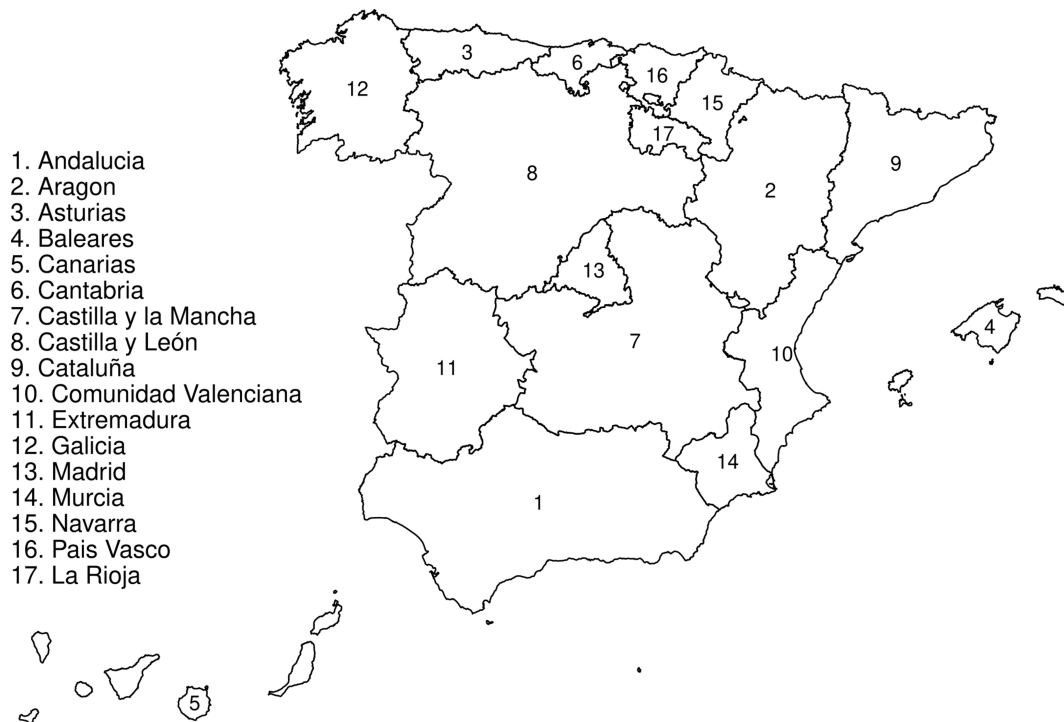 1. Andalucia
2. Aragon
3. Asturias
4. Baleares
5. Canarias
6. Cantabria
7. Castilla y la Mancha
8. Castilla y León
9. Cataluña
10. Comunidad Valenciana
11. Extremadura
12. Galicia
13. Madrid
14. Murcia
15. Navarra
16. Pais Vasco
17. La Rioja
3
6
16
12
15
17
9
8
2
13
4
7
10
11
14
1
5